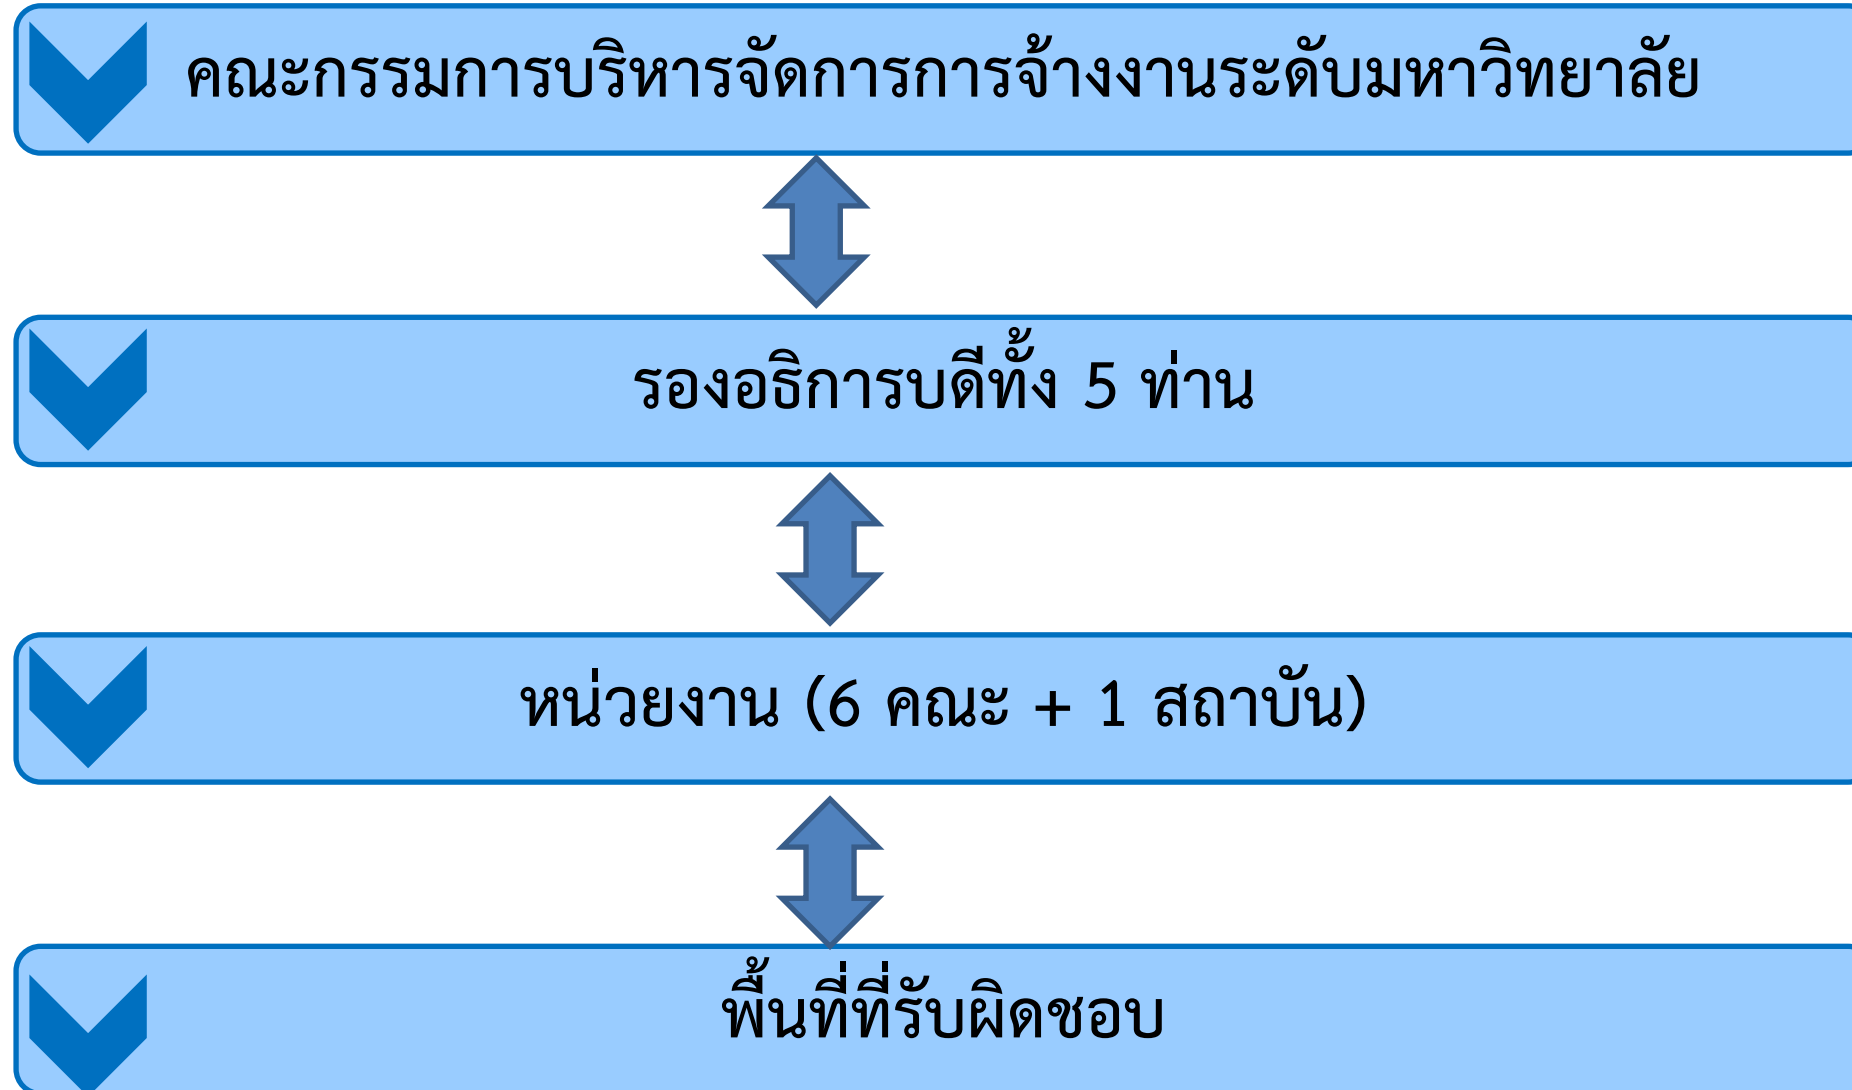 คณะกรรมการบริหารจัดการการจ้างงานระดับมหาวิทยาลัย
รองอธิการบดีทั้ง 5 ท่าน
หน่วยงาน (6 คณะ + 1 สถาบัน)
พื้นที่ที่รับผิดชอบ